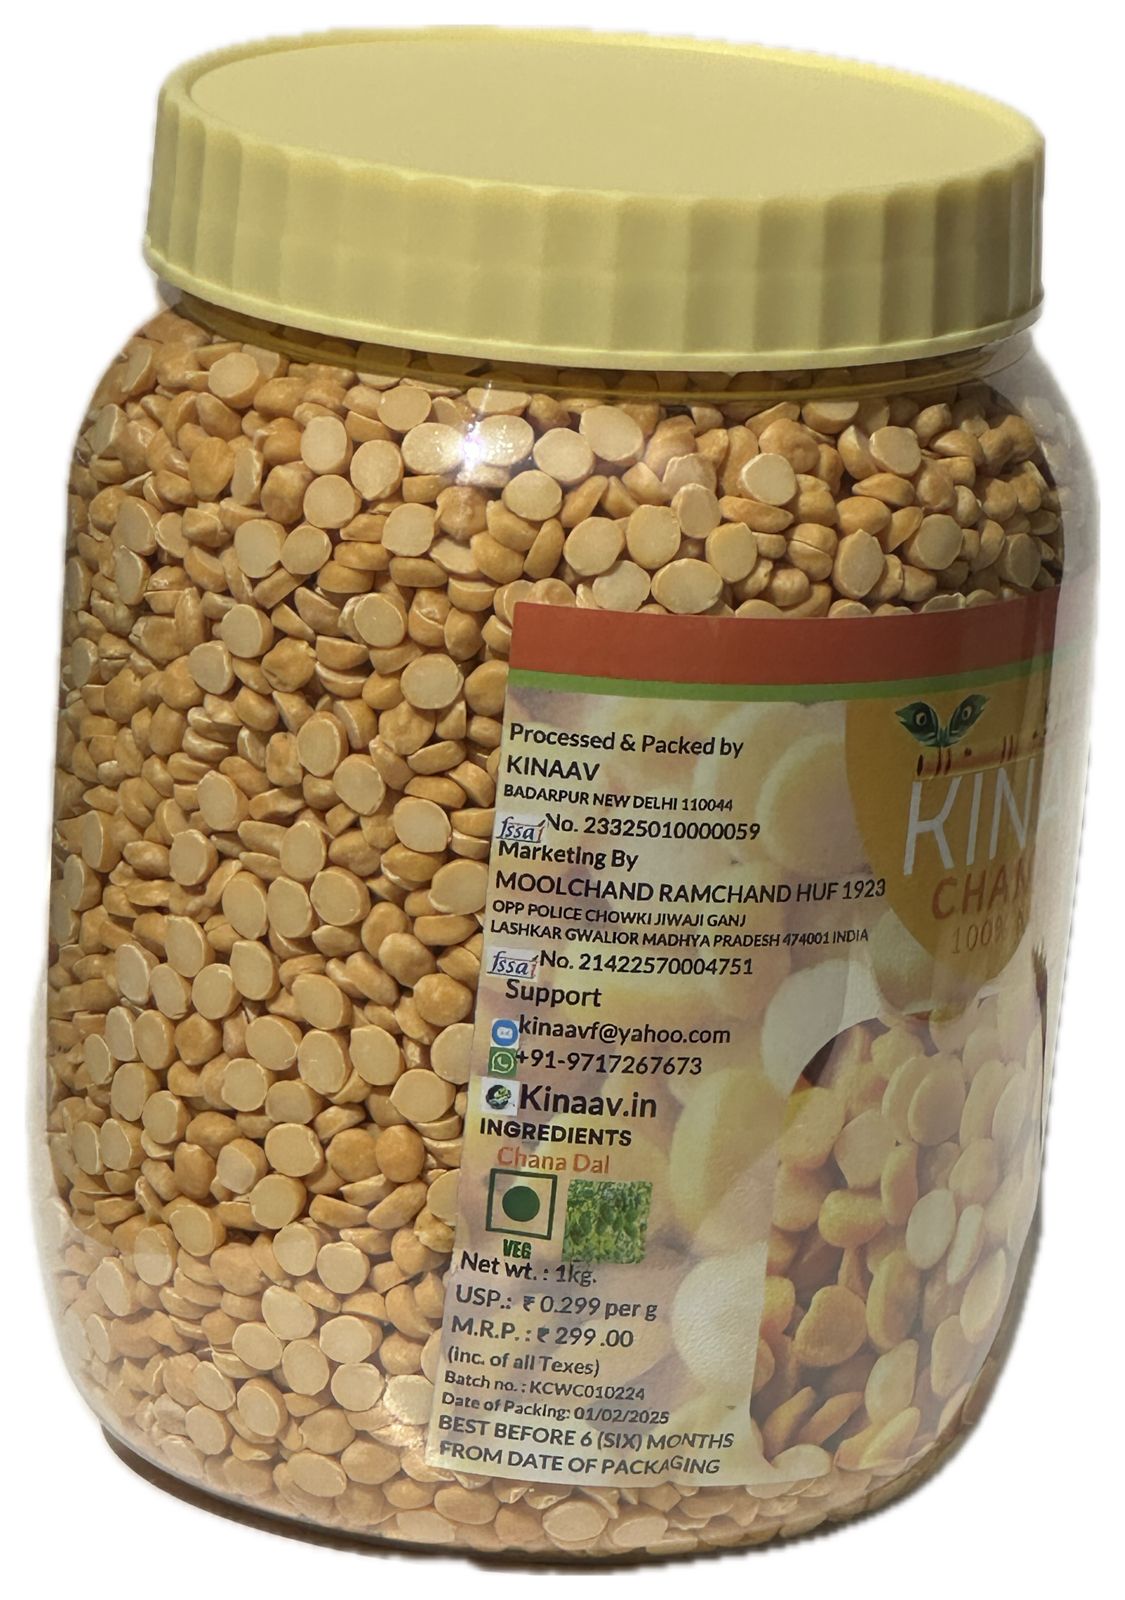 Processed & Packed by
KINAAV
BADARPUR NEW DELHI 110044
fssai No. 23325010000059
Marketing By
MOOLCHAND RAMCHAND HUF 1923
OPP POLICE CHOWKI JIWAJI GANJ
LASHKAR GWALIOR MADHYA PRADESH 474001 INDIA
fssai No. 21422570004751
Support
kinaavf@yahoo.com
+91-9717267673
Kinaav.in
INGREDIENTS
Chana Dal
VEG
Net wt. : 1kg.
USP.: ₹ 0.299 per g
M.R.P. : ₹ 299 .00
(inc. of all Texes)
Batch no. : KCWC010224
Date of Packing: 01/02/2025
BEST BEFORE 6 (SIX) MONTHS
FROM DATE OF PACKAGING
KIN
CHAN
100%